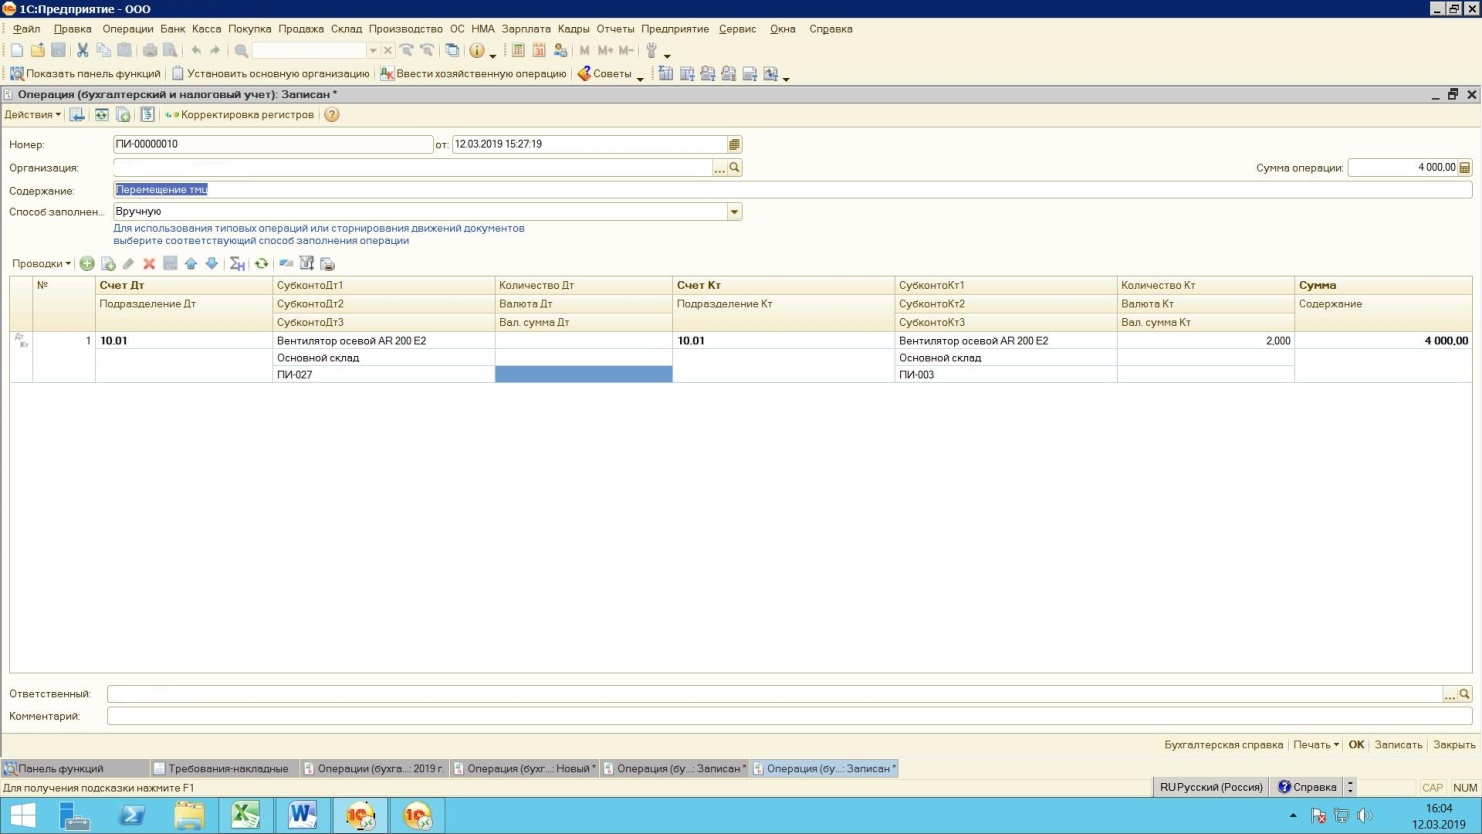 1С:Предприятие - ООО
Файл Правка Операции Банк Касса Покупка Продажа Склад Производство ОС НМА Зарплата Кадры Отчеты Предприятие Сервис Окна Справка
M M+ M-
Показать панель функций Установить основную организацию Ввести хозяйственную операцию Советы
Операция (бухгалтерский и налоговый учет): Записан *
Действия Корректировка регистров
Номер: ПИ-00000010 от: 12.03.2019 15:27:19
Организация: ... Сумма операции: 4 000,00
Содержание: Перемещение тмц
Способ заполнен... Вручную
Для использования типовых операций или сторнирования движений документов
выберите соответствующий способ заполнения операции
Проводки
№ Счет Дт СубконтоДт1 Количество Дт Счет Кт СубконтоКт1 Количество Кт Сумма
Подразделение Дт СубконтоДт2 Валюта Дт Подразделение Кт СубконтоКт2 Валюта Кт Содержание
СубконтоДт3 Вал. сумма Дт СубконтоКт3 Вал. сумма Кт
Дт Кт 1 10.01 Вентилятор осевой AR 200 E2 10.01 Вентилятор осевой AR 200 E2 2,000 4 000,00
Основной склад Основной склад
ПИ-027 ПИ-003
Ответственный: ...
Комментарий:
Бухгалтерская справка Печать OK Записать Закрыть
Панель функций Требования-накладные Операции (бухга...: 2019 г. Операция (бухг...: Новый * Операция (бу...: Записан * Операция (бу...: Записан *
Для получения подсказки нажмите F1 RU Русский (Россия) Справка CAP NUM
16:04
12.03.2019